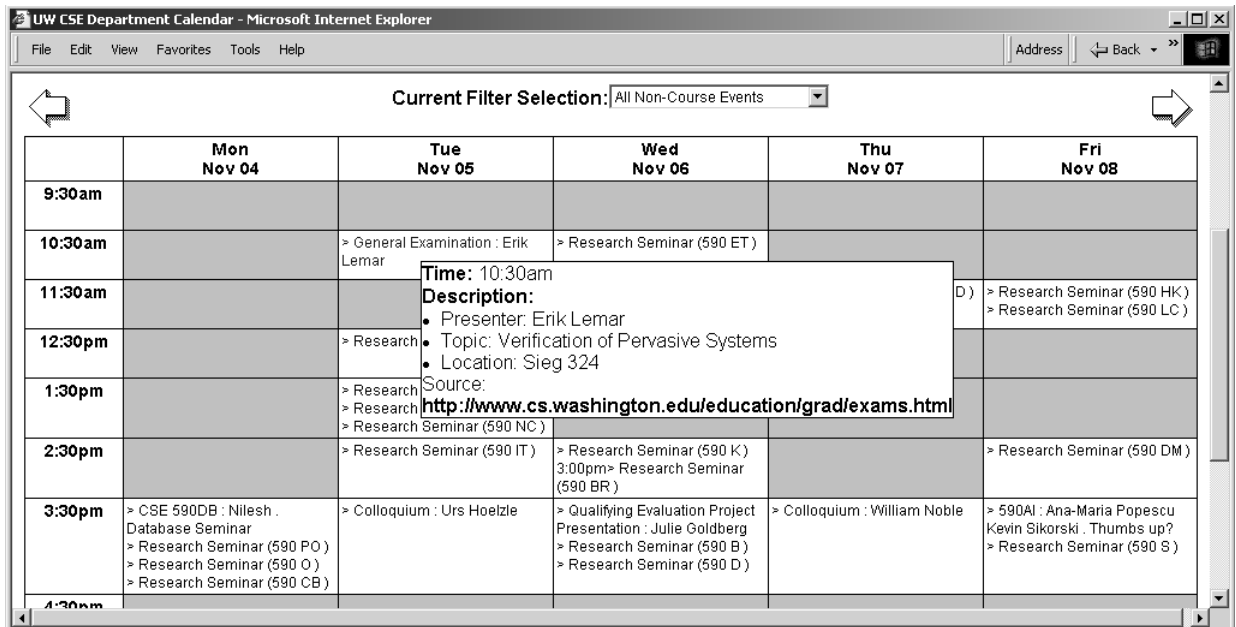 UW CSE Department Calendar - Microsoft Internet Explorer
File Edit View Favorites Tools Help
Address Back »
Current Filter Selection: All Non-Course Events
Mon Tue Wed Thu Fri
Nov 04 Nov 05 Nov 06 Nov 07 Nov 08
9:30am
10:30am
> General Examination : Erik
Lemar
> Research Seminar (590 ET)
Time: 10:30am
Description:
• Presenter: Erik Lemar
• Topic: Verification of Pervasive Systems
• Location: Sieg 324
Source:
http://www.cs.washington.edu/education/grad/exams.html
11:30am
D)
> Research Seminar (590 HK)
> Research Seminar (590 LC)
12:30pm
> Research
1:30pm
> Research
> Research
> Research Seminar (590 NC)
2:30pm
> Research Seminar (590 IT)
> Research Seminar (590 K)
3:00pm> Research Seminar
(590 BR)
> Research Seminar (590 DM)
3:30pm
> CSE 590DB : Nilesh .
Database Seminar
> Research Seminar (590 PO)
> Research Seminar (590 O)
> Research Seminar (590 CB)
> Colloquium : Urs Hoelzle
> Qualifying Evaluation Project
Presentation : Julie Goldberg
> Research Seminar (590 B)
> Research Seminar (590 D)
> Colloquium : William Noble
> 590AI : Ana-Maria Popescu
Kevin Sikorski . Thumbs up?
> Research Seminar (590 S)
4:30pm